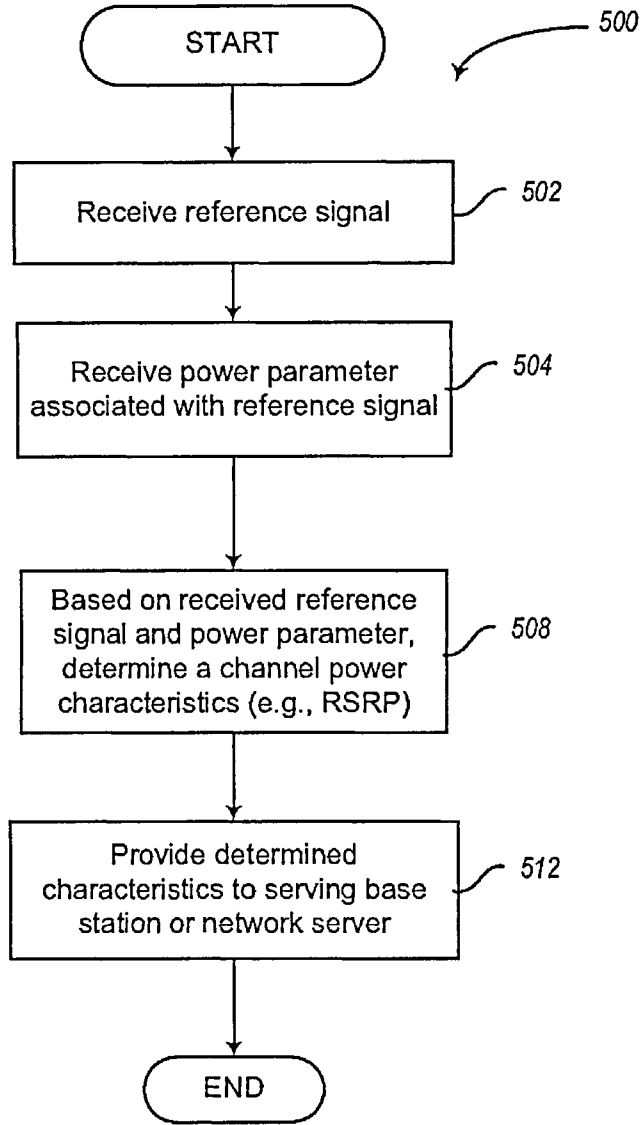 START
500
Receive reference signal
502
Receive power parameter
associated with reference signal
504
Based on received reference
signal and power parameter,
determine a channel power
characteristics (e.g., RSRP)
508
Provide determined
characteristics to serving base
station or network server
512
END